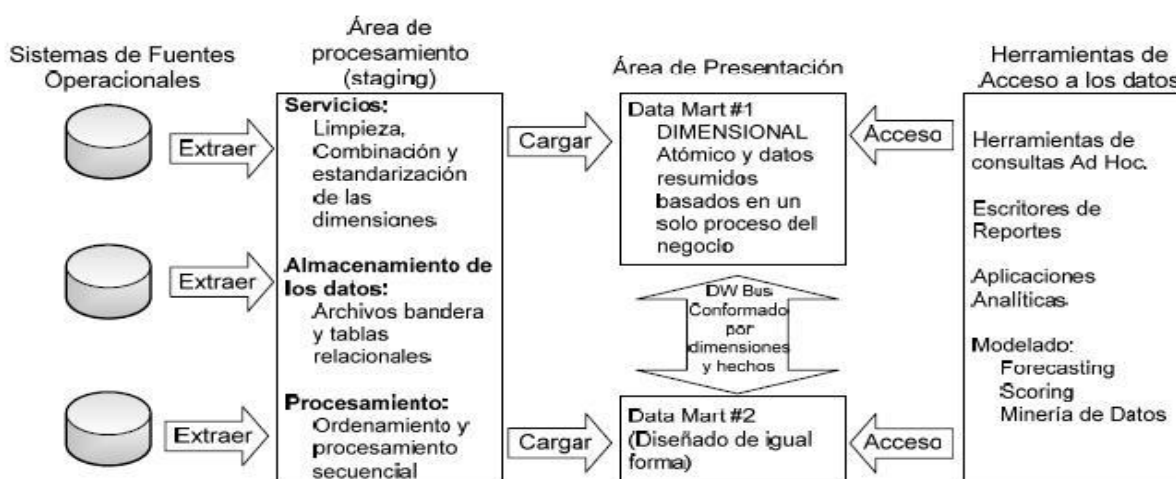 Sistemas de Fuentes
Operacionales
Extraer
Extraer
Extraer
Área de
procesamiento
(staging)
Servicios:
Limpieza,
Combinación y
estandarización
de las
dimensiones
Almacenamiento de
los datos:
Archivos bandera
y tablas
relacionales
Procesamiento:
Ordenamiento y
procesamiento
secuencial
Cargar
Cargar
Área de Presentación
Data Mart #1
DIMENSIONAL
Atómico y datos
resumidos
basados en un
solo proceso del
negocio
DW Bus
Conformado
por
dimensiones
y hechos
Data Mart #2
(Diseñado de igual
forma)
Acceso
Acceso
Herramientas de
Acceso a los datos
Herramientas de
consultas Ad Hoc.
Escritores de
Reportes
Aplicaciones
Analíticas
Modelado:
Forecasting
Scoring
Minería de Datos